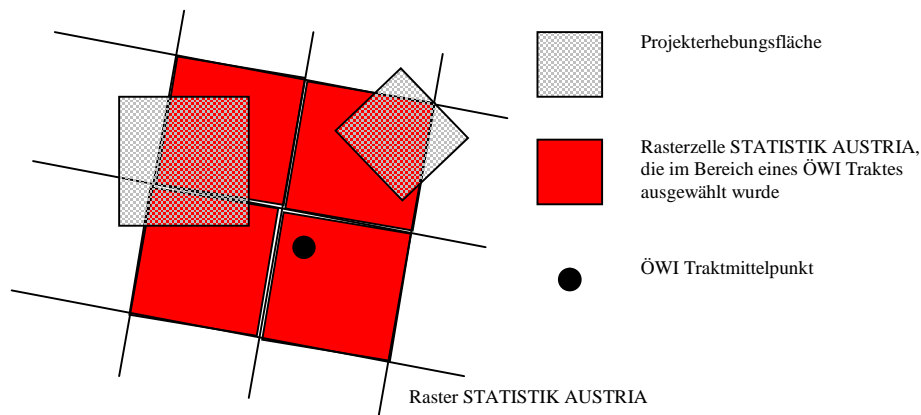 Projekterhebungsfläche
Rasterzelle STATISTIK AUSTRIA,
die im Bereich eines ÖWI Traktes
ausgewählt wurde
ÖWI Traktmittelpunkt
Raster STATISTIK AUSTRIA